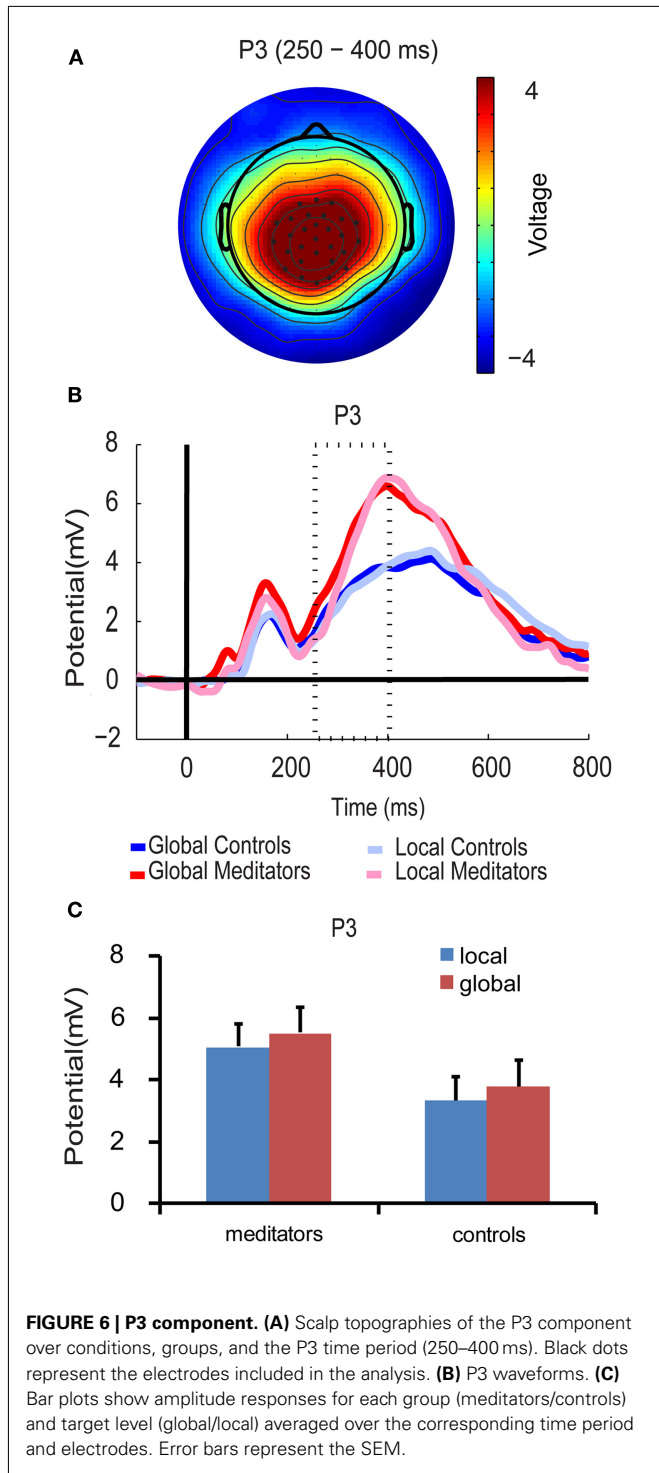 A
P3 (250 – 400 ms)
4
Voltage
−4
B
P3
8
6
4
2
0
−2
Potential(mV)
0 200 400 600 800
Time (ms)
Global Controls Local Controls
Global Meditators Local Meditators
C
P3
local
global
8
6
4
2
0
Potential(mV)
meditators controls
FIGURE 6 | P3 component. (A) Scalp topographies of the P3 component
over conditions, groups, and the P3 time period (250–400 ms). Black dots
represent the electrodes included in the analysis. (B) P3 waveforms. (C)
Bar plots show amplitude responses for each group (meditators/controls)
and target level (global/local) averaged over the corresponding time period
and electrodes. Error bars represent the SEM.